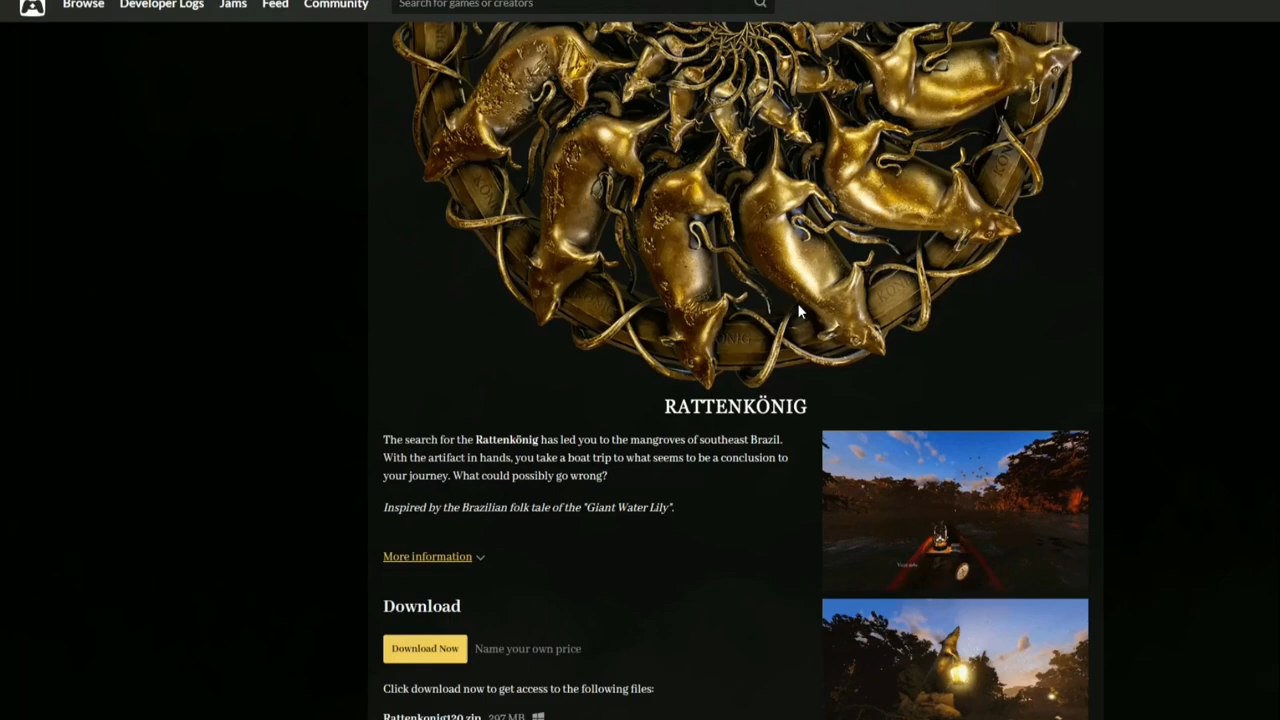 Browse Developer Logs Jams Feed Community Search for games or creators
RATTENKÖNIG
The search for the Rattenkönig has led you to the mangroves of southeast Brazil.
With the artifact in hands, you take a boat trip to what seems to be a conclusion to
your journey. What could possibly go wrong?
Inspired by the Brazilian folk tale of the "Giant Water Lily".
More information
Download
Download Now Name your own price
Click download now to get access to the following files:
Rattenkonig120.zip 297 MB